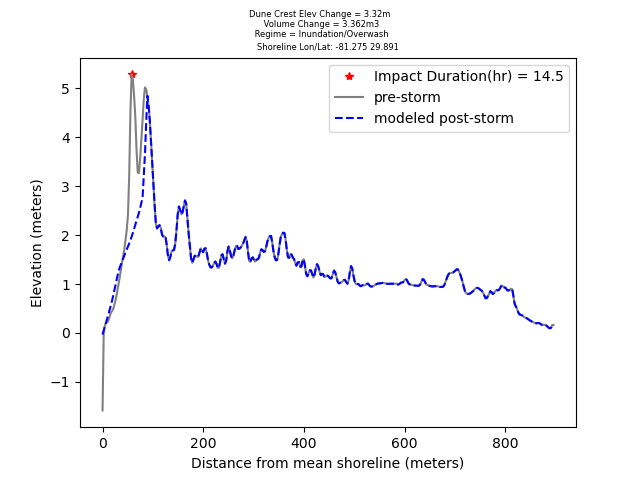 Dune Crest Elev Change = 3.32m
Volume Change = 3.362m3
Regime = Inundation/Overwash
Shoreline Lon/Lat: -81.275 29.891
Impact Duration(hr) = 14.5
pre-storm
modeled post-storm
Elevation (meters)
5
4
3
2
1
0
−1
0 200 400 600 800
Distance from mean shoreline (meters)